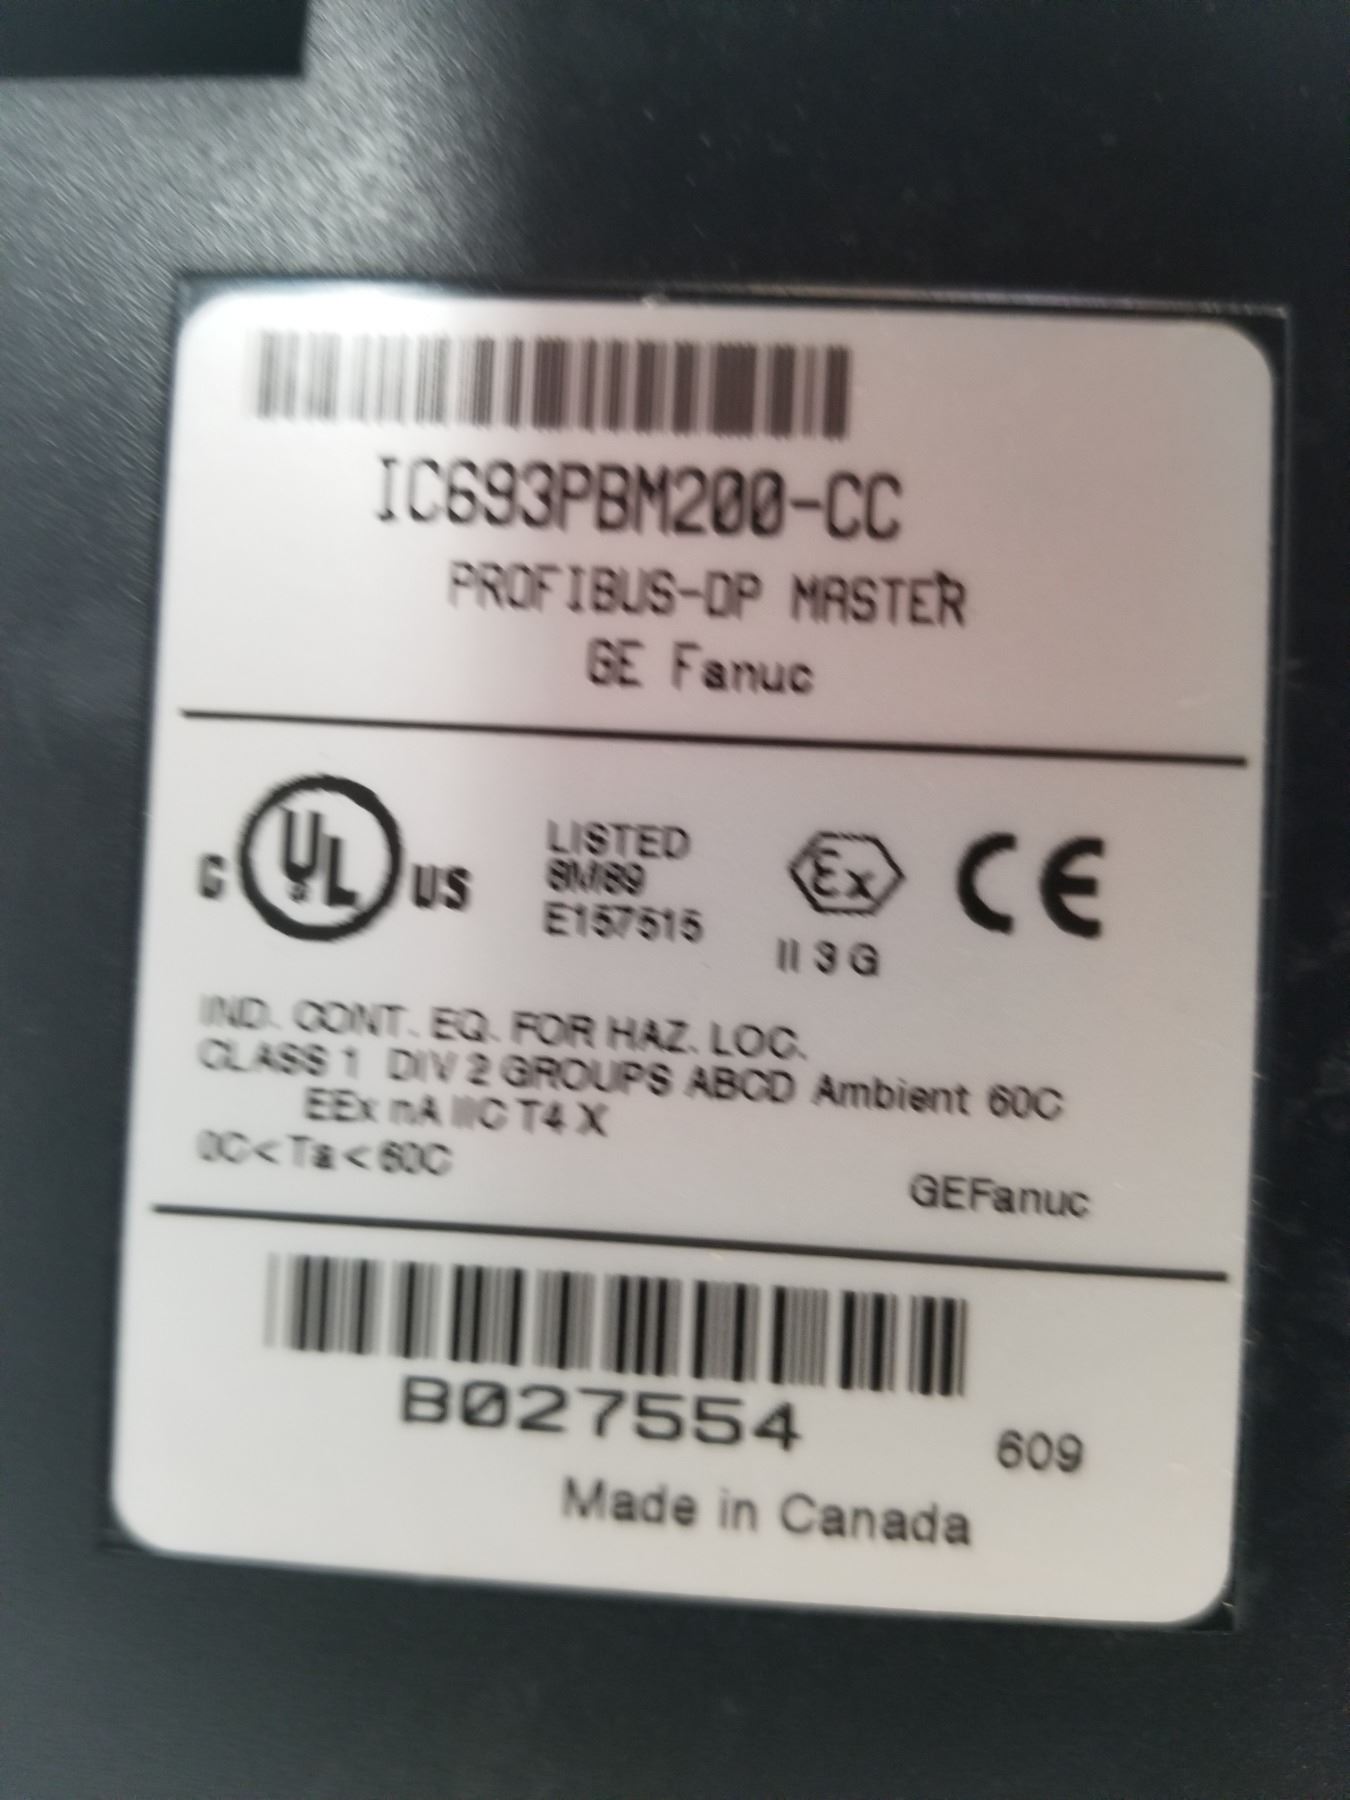 IC693PBM200-CC
PROFIBUS-DP MASTER
GE Fanuc
C UL US
LISTED
E157515
Ex
II 3 G
CE
IND. CONT. EQ. FOR HAZ. LOC.
CLASS 1 DIV 2 GROUPS ABCD Ambient 60C
EEx nA IIC T4 X
0C < Ta < 60C
GEFanuc
B027554
609
Made in Canada